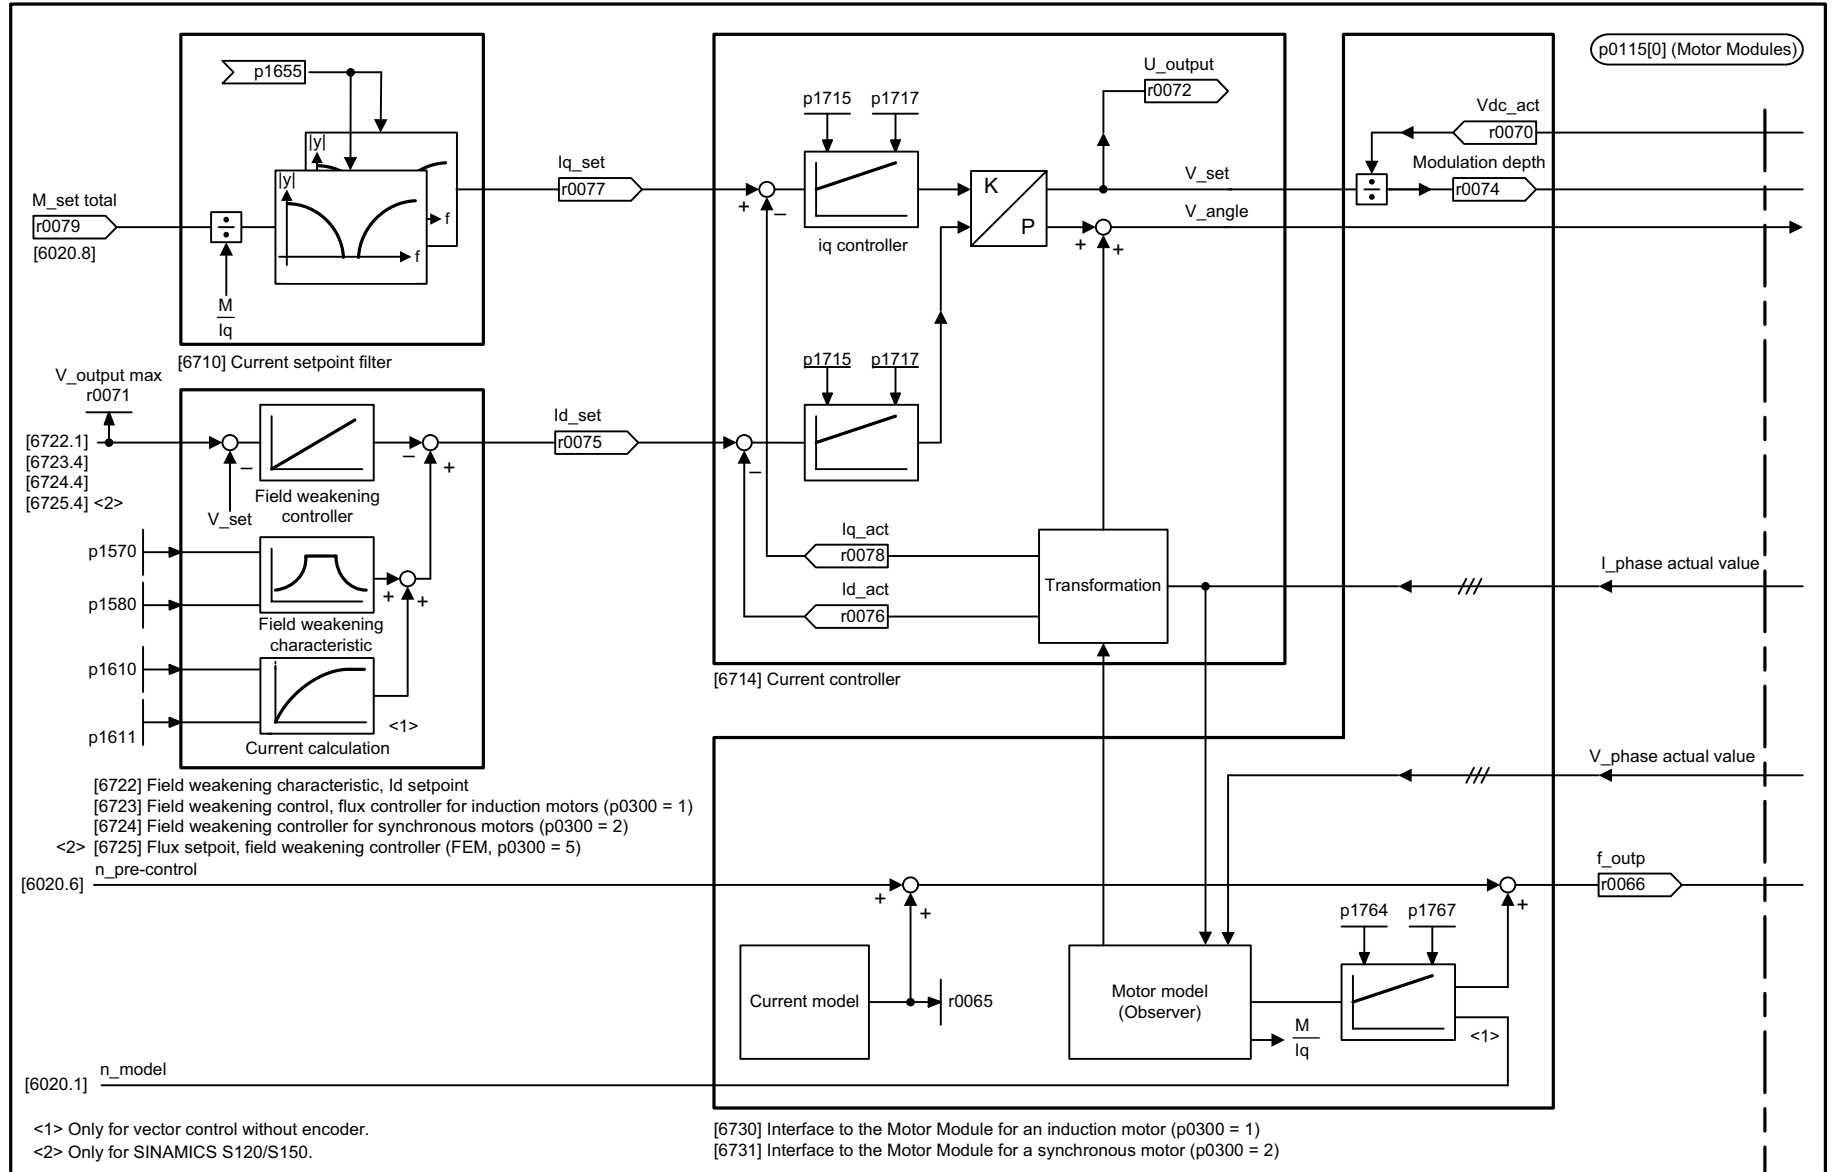 p0115[0] (Motor Modules)
p1655
|y|
|y|
f
f
M_set total
r0079
[6020.8]
÷
M
Iq
[6710] Current setpoint filter
Iq_set
r0077
+
–
p1715
p1717
iq controller
K
P
U_output
r0072
V_set
V_angle
+
+
Vdc_act
r0070
÷
Modulation depth
r0074
V_output max
r0071
[6722.1]
[6723.4]
[6724.4]
[6725.4] <2>
–
V_set
Field weakening
controller
–
+
Id_set
r0075
–
p1715
p1717
p1570
p1580
Field weakening
characteristic
+
+
p1610
p1611
<1>
Current calculation
Iq_act
r0078
Id_act
r0076
Transformation
I_phase actual value
[6714] Current controller
V_phase actual value
[6722] Field weakening characteristic, Id setpoint
[6723] Field weakening control, flux controller for induction motors (p0300 = 1)
[6724] Field weakening controller for synchronous motors (p0300 = 2)
<2> [6725] Flux setpoit, field weakening controller (FEM, p0300 = 5)
n_pre-control
[6020.6]
+
+
f_outp
r0066
+
p1764
p1767
Current model
r0065
Motor model
(Observer)
M
Iq
<1>
n_model
[6020.1]
<1> Only for vector control without encoder.
<2> Only for SINAMICS S120/S150.
[6730] Interface to the Motor Module for an induction motor (p0300 = 1)
[6731] Interface to the Motor Module for a synchronous motor (p0300 = 2)